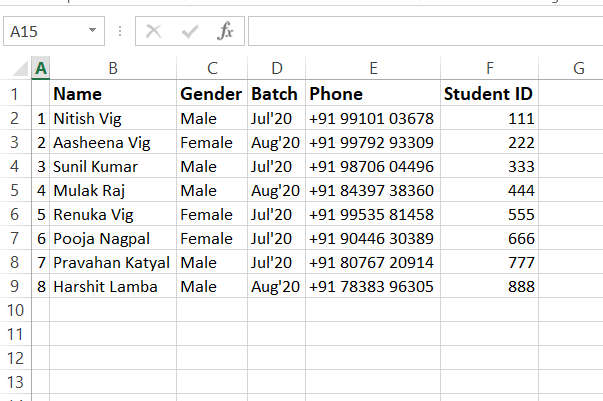 A15
fx
A B C D E F G
1 Name Gender Batch Phone Student ID
2 1 Nitish Vig Male Jul'20 +91 99101 03678 111
3 2 Aasheena Vig Female Aug'20 +91 99792 93309 222
4 3 Sunil Kumar Male Jul'20 +91 98706 04496 333
5 4 Mulak Raj Male Aug'20 +91 84397 38360 444
6 5 Renuka Vig Female Jul'20 +91 99535 81458 555
7 6 Pooja Nagpal Female Jul'20 +91 90446 30389 666
8 7 Pravahan Katyal Male Jul'20 +91 80767 20914 777
9 8 Harshit Lamba Male Aug'20 +91 78383 96305 888
10
11
12
13